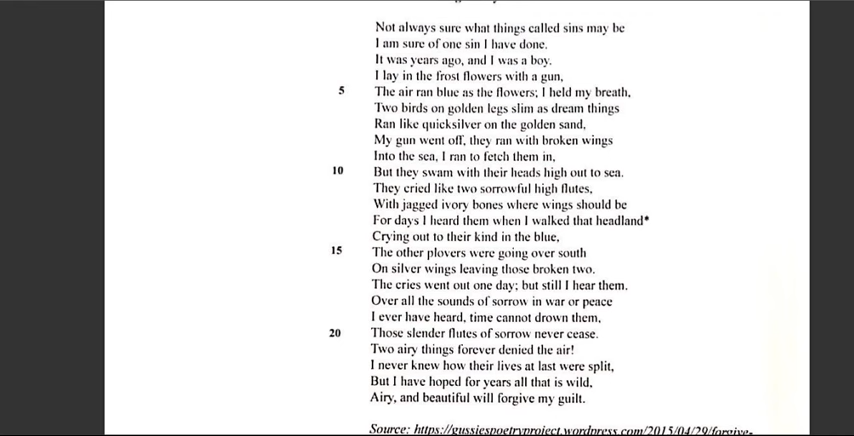 Not always sure what things called sins may be
I am sure of one sin I have done.
It was years ago, and I was a boy.
I lay in the frost flowers with a gun,
5 The air ran blue as the flowers; I held my breath,
Two birds on golden legs slim as dream things
Ran like quicksilver on the golden sand,
My gun went off, they ran with broken wings
Into the sea, I ran to fetch them in,
10 But they swam with their heads high out to sea.
They cried like two sorrowful high flutes,
With jagged ivory bones where wings should be
For days I heard them when I walked that headland*
Crying out to their kind in the blue,
15 The other plovers were going over south
On silver wings leaving those broken two.
The cries went out one day; but still I hear them.
Over all the sounds of sorrow in war or peace
I ever have heard, time cannot drown them,
20 Those slender flutes of sorrow never cease.
Two airy things forever denied the air!
I never knew how their lives at last were split,
But I have hoped for years all that is wild,
Airy, and beautiful will forgive my guilt.
Source: https://gussiespoetryproject.wordpress.com/2015/04/29/forgive-